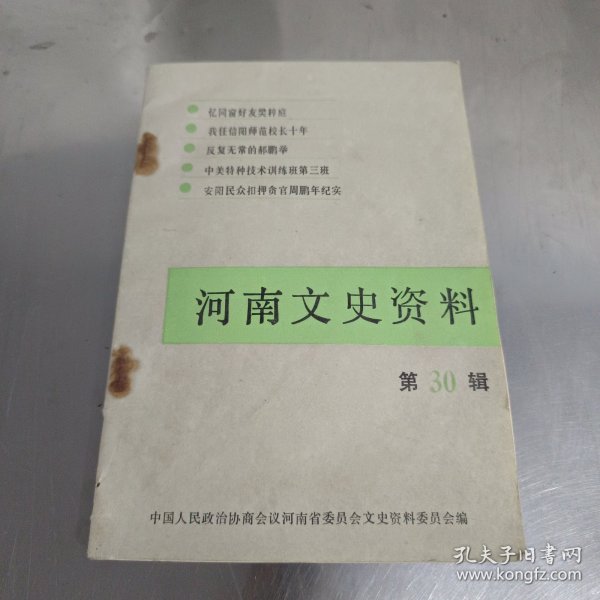 忆同窗好友樊粹庭
我任信阳师范校长十年
反复无常的郝鹏举
中美特种技术训练班第三班
安阳民众扣押贪官周鹏年纪实
河南文史资料
第30辑
中国人民政治协商会议河南省委员会文史资料委员会编
孔夫子旧书网
www.kongfz.com